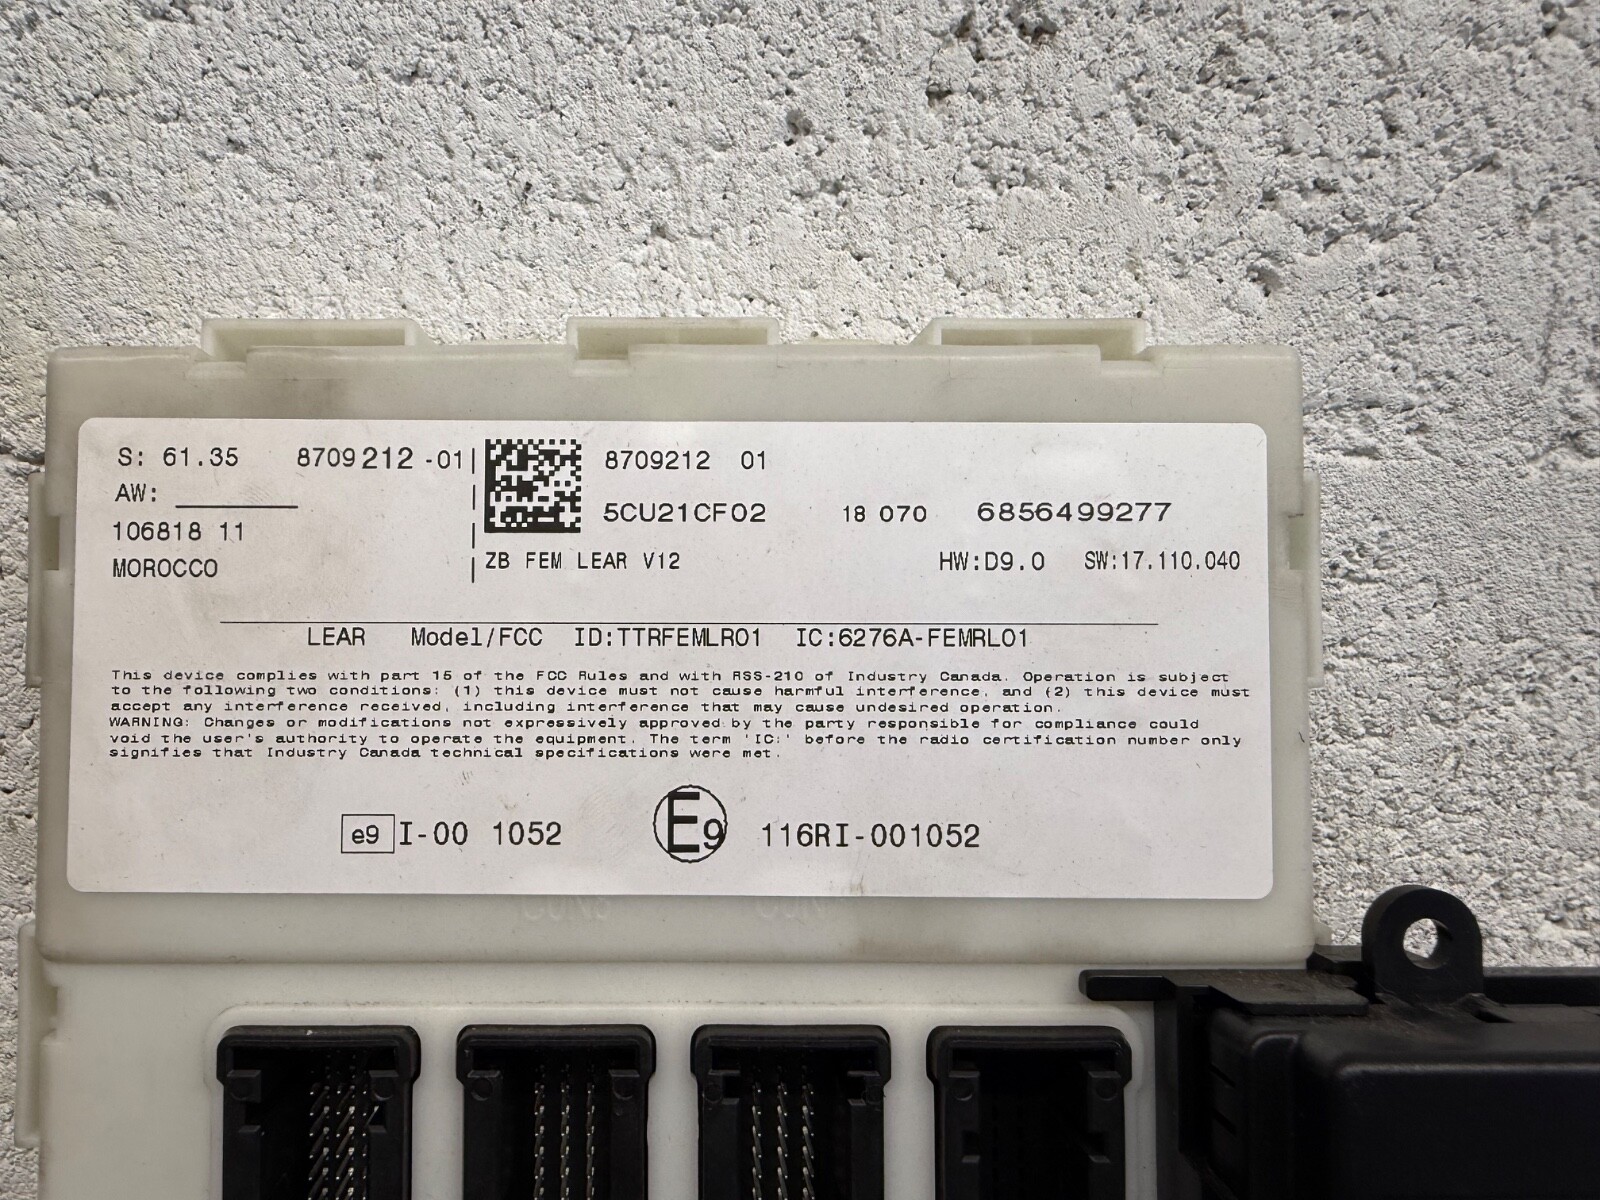 S: 61.35 8709212 -01
AW:
106818 11
MOROCCO
8709212 01
5CU21CF02 18 070 6856499277
ZB FEM LEAR V12 HW:D9.0 SW:17.110.040
LEAR Model/FCC ID:TTRFEMLR01 IC:6276A-FEMRL01
This device complies with part 15 of the FCC Rules and with RSS-210 of Industry Canada. Operation is subject
to the following two conditions: (1) this device must not cause harmful interference, and (2) this device must
accept any interference received, including interference that may cause undesired operation.
WARNING: Changes or modifications not expressively approved by the party responsible for compliance could
void the user's authority to operate the equipment. The term 'IC:' before the radio certification number only
signifies that Industry Canada technical specifications were met.
e9 I-00 1052 E9 116RI-001052